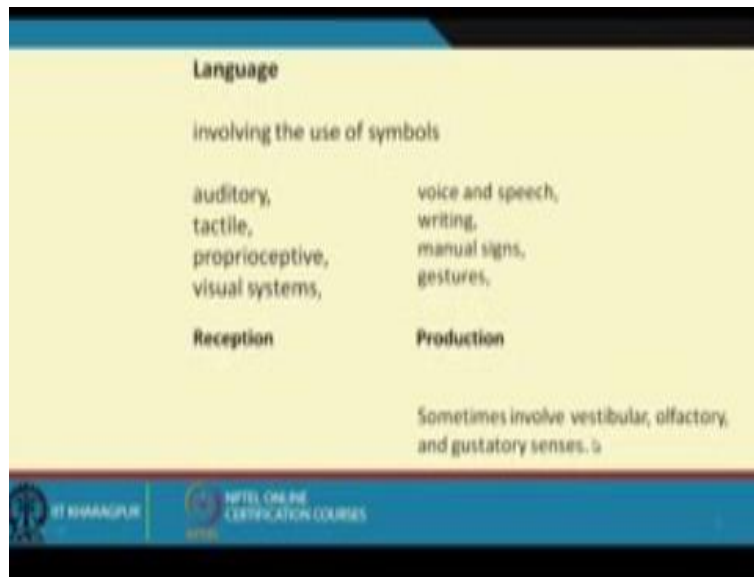 Language
involving the use of symbols
auditory,
tactile,
proprioceptive,
visual systems,
Reception
voice and speech,
writing,
manual signs,
gestures,
Production
Sometimes involve vestibular, olfactory,
and gustatory senses.
IIT KHARAGPUR
NPTEL ONLINE
CERTIFICATION COURSES
NPTEL